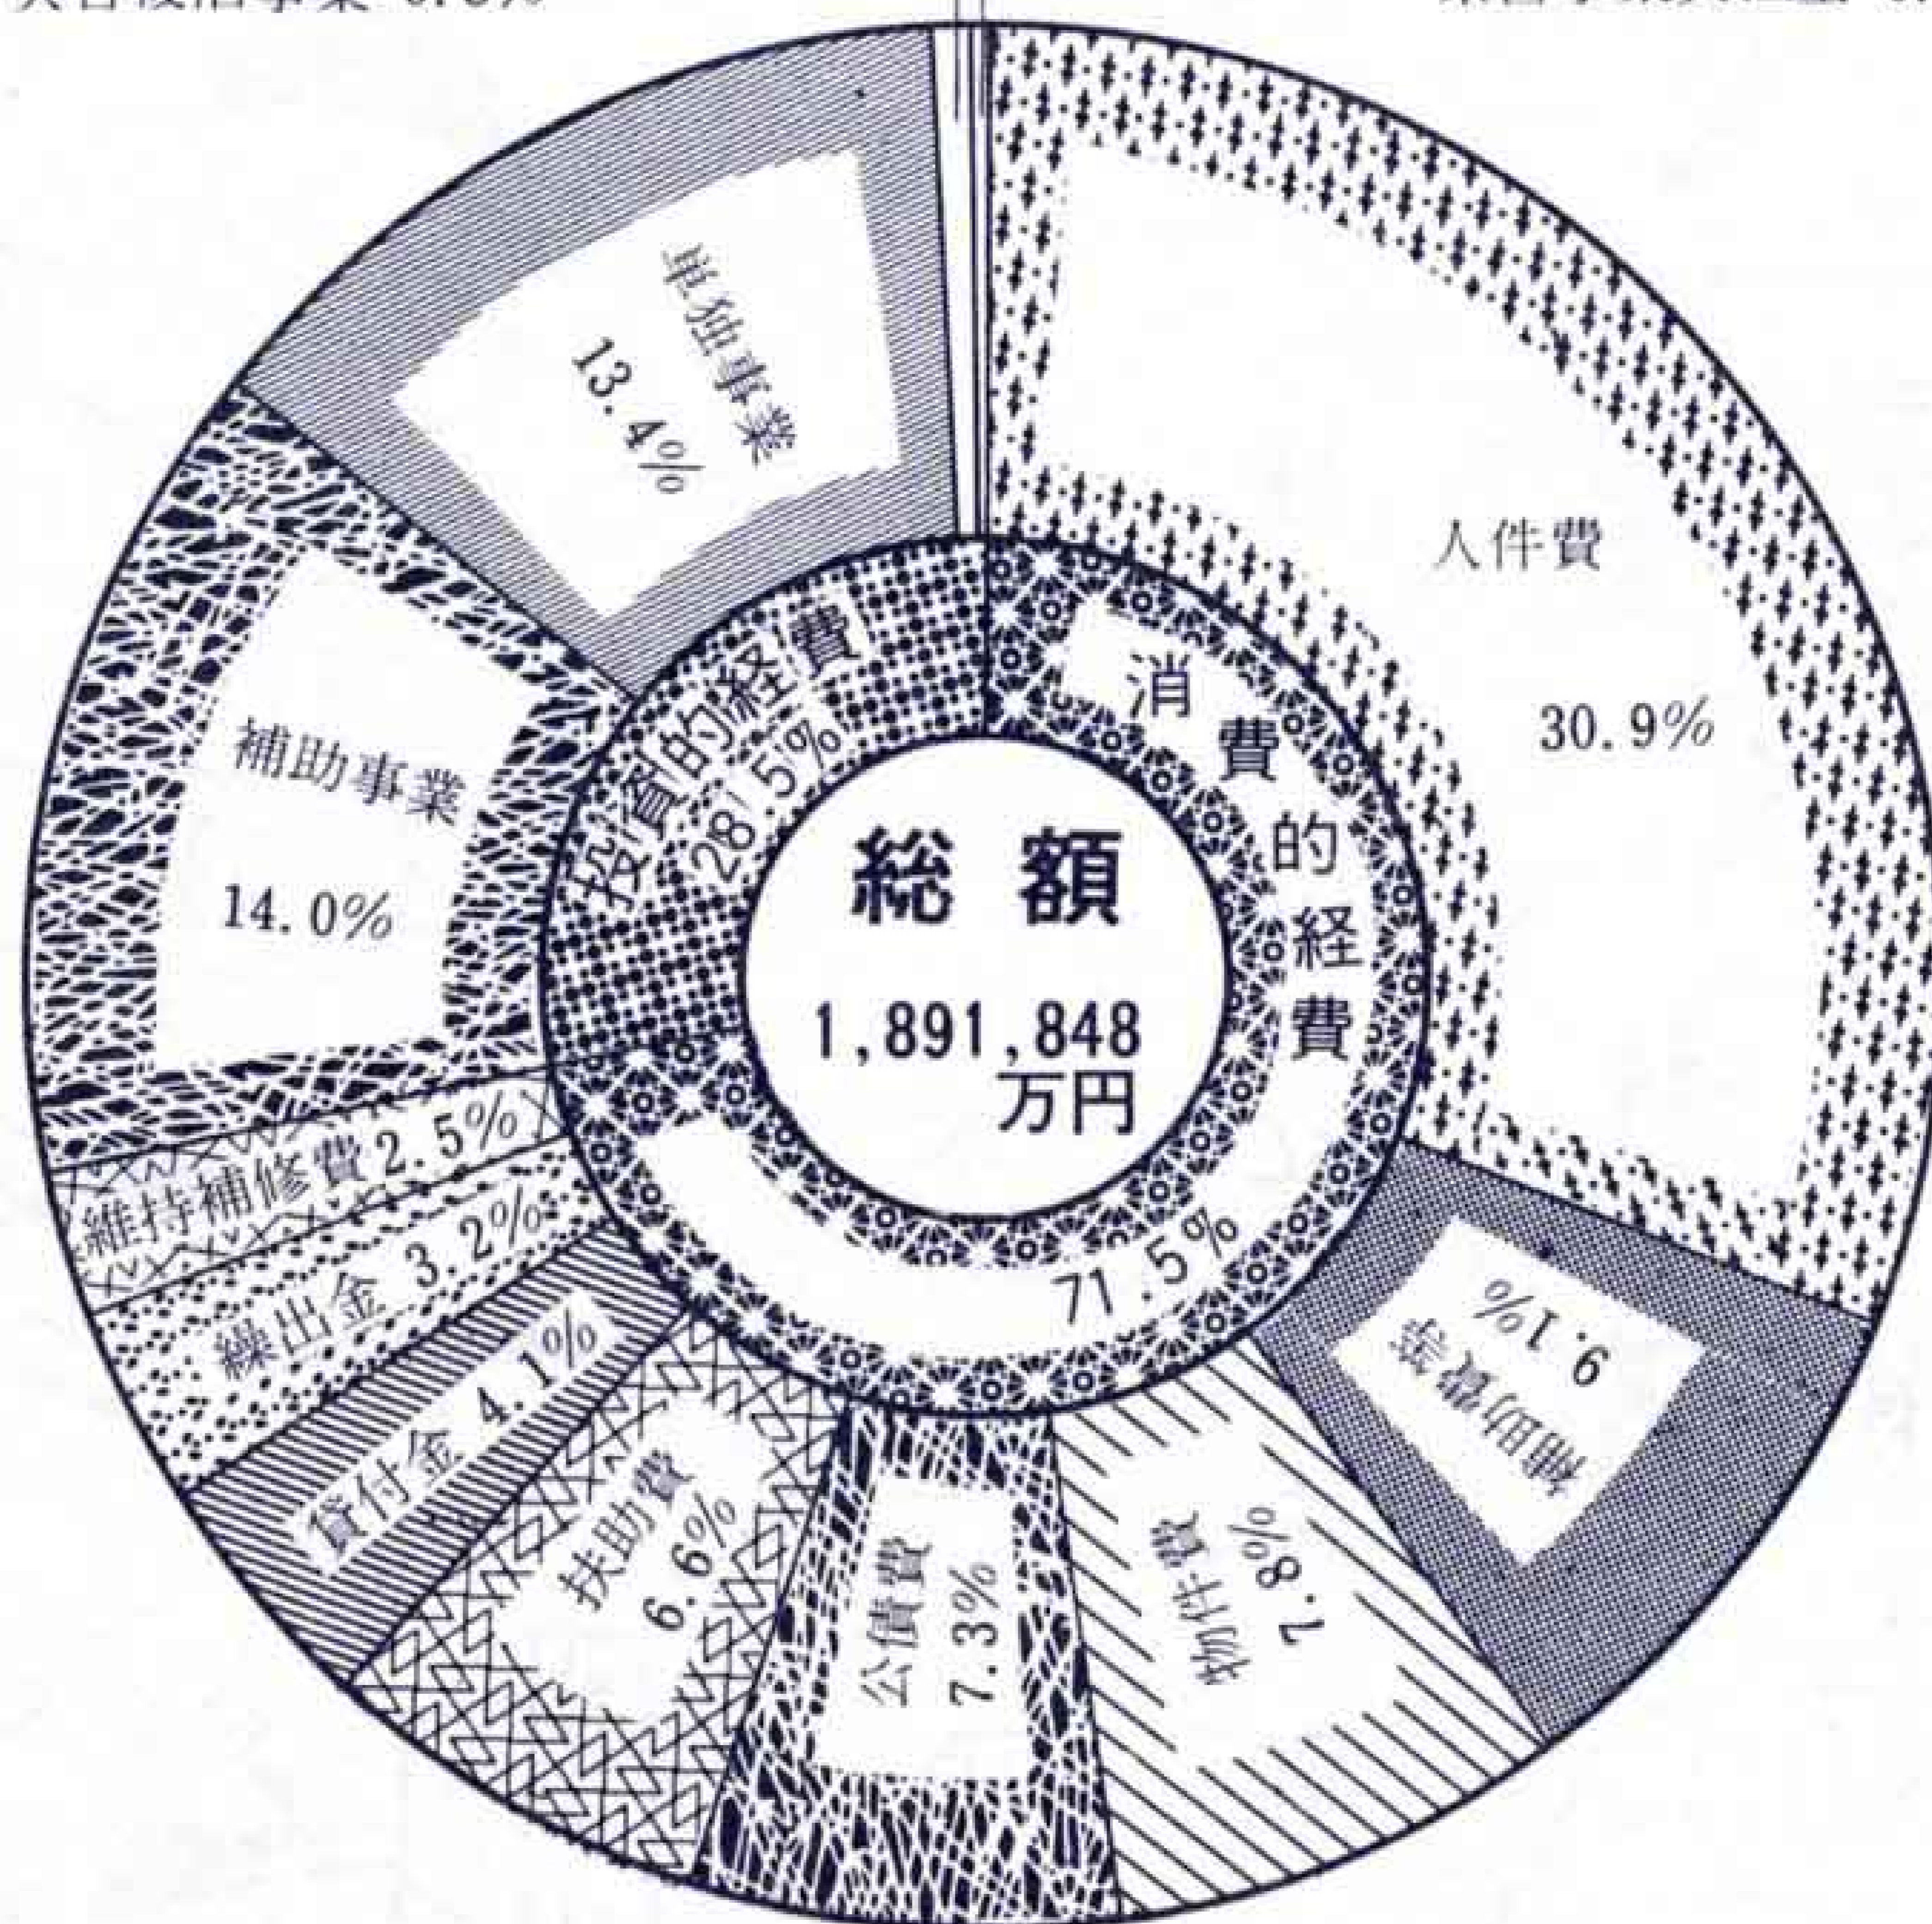 総額
1,891,848
万円
消費的経費
71.5%
投資的経費
28.5%
人件費
30.9%
補助費等
9.1%
物件費
7.8%
公債費
7.3%
扶助費
6.6%
貸付金 4.1%
繰出金 3.2%
維持補修費 2.5%
補助事業
14.0%
単独事業
13.4%